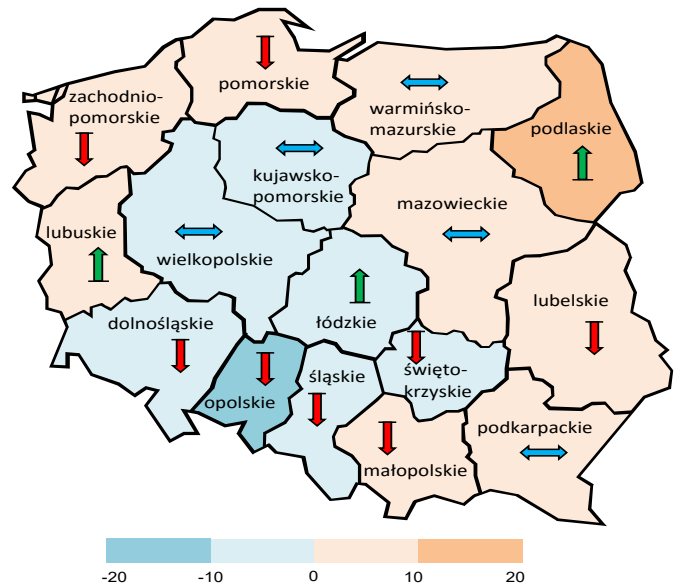 pomorskie
zachodnio-
pomorskie
warmińsko-
mazurskie
podlaskie
kujawsko-
pomorskie
mazowieckie
lubuskie
wielkopolskie
lubelskie
dolnośląskie
łódzkie
śląskie
święto-
krzyskie
opolskie
podkarpackie
małopolskie
-20 -10 0 10 20